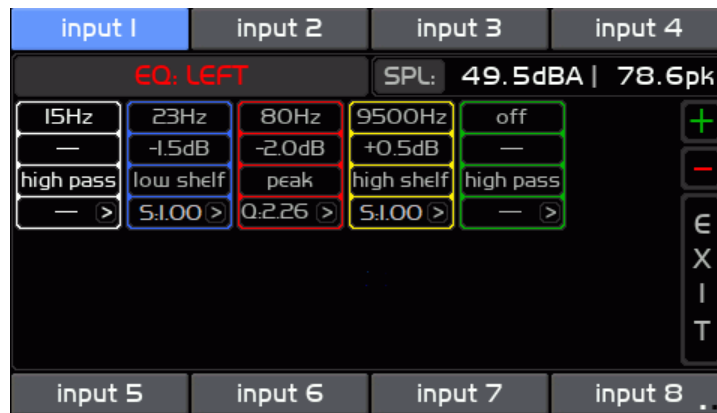 input 1 input 2 input 3 input 4
EQ: LEFT SPL: 49.5dBA | 78.6pk
15Hz 23Hz 80Hz 9500Hz off +
— -1.5dB -2.0dB +0.5dB — −
high pass low shelf peak high shelf high pass
— > S:1.00 > Q:2.26 > S:1.00 > — >
EXIT
input 5 input 6 input 7 input 8